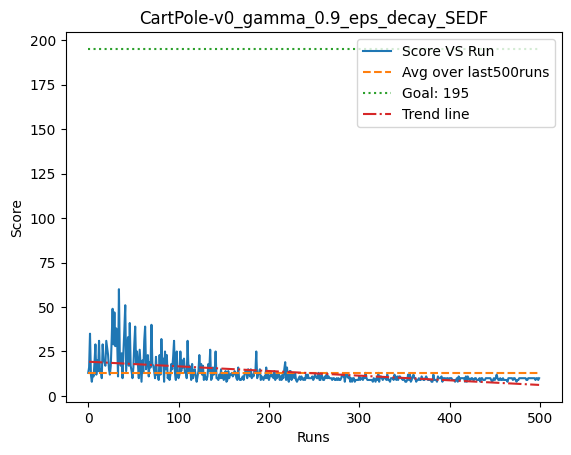 CartPole-v0_gamma_0.9_eps_decay_SEDF
Score VS Run
Avg over last500runs
Goal: 195
Trend line
200
175
150
125
100
75
50
25
0
Score
0 100 200 300 400 500
Runs